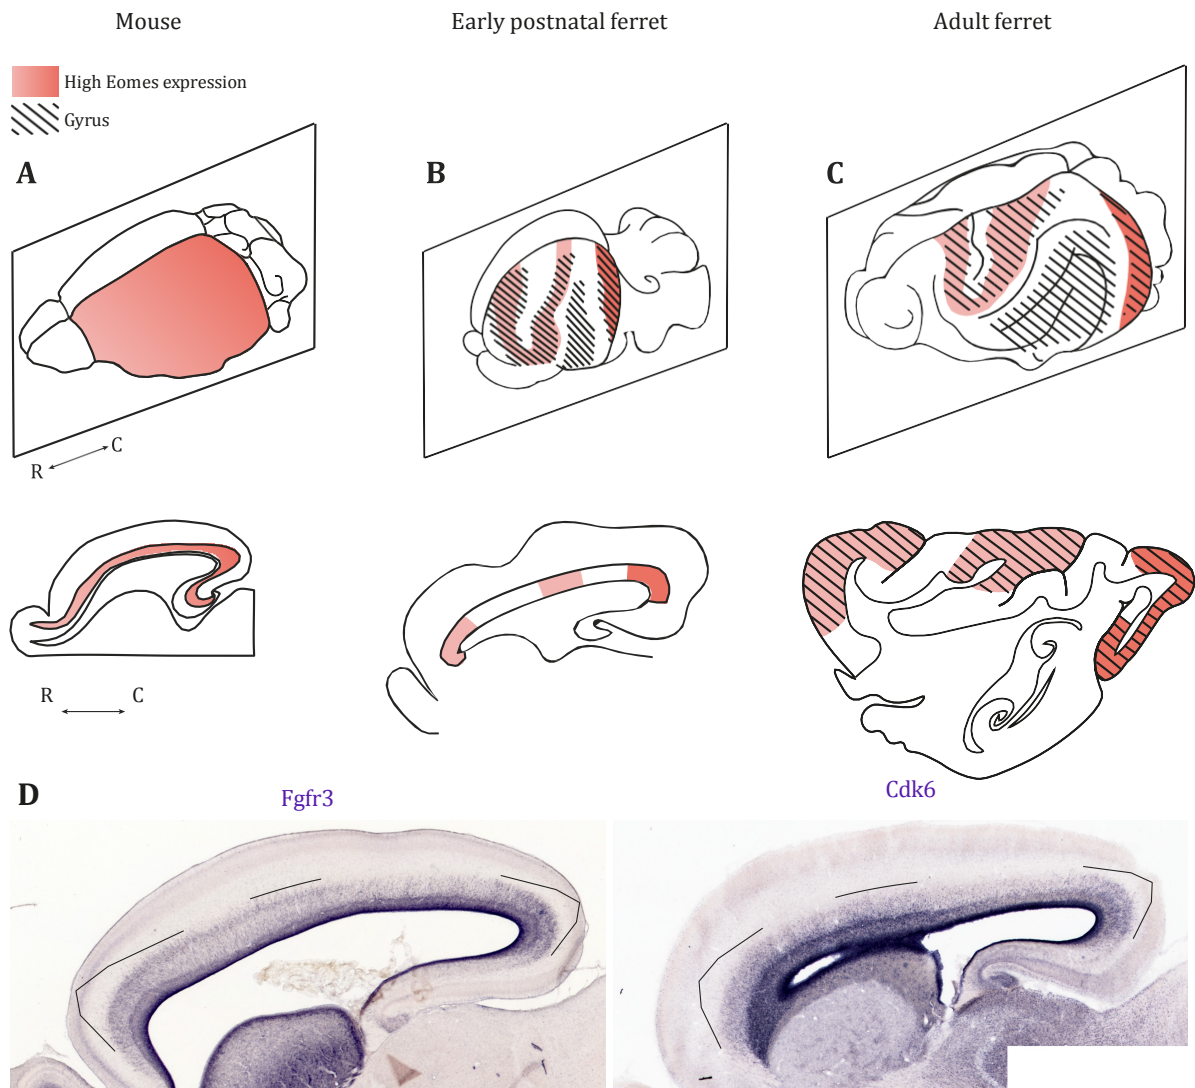 Mouse
Early postnatal ferret
Adult ferret
High Eomes expression
Gyrus
A
B
C
R
C
R
C
D
Fgfr3
Cdk6